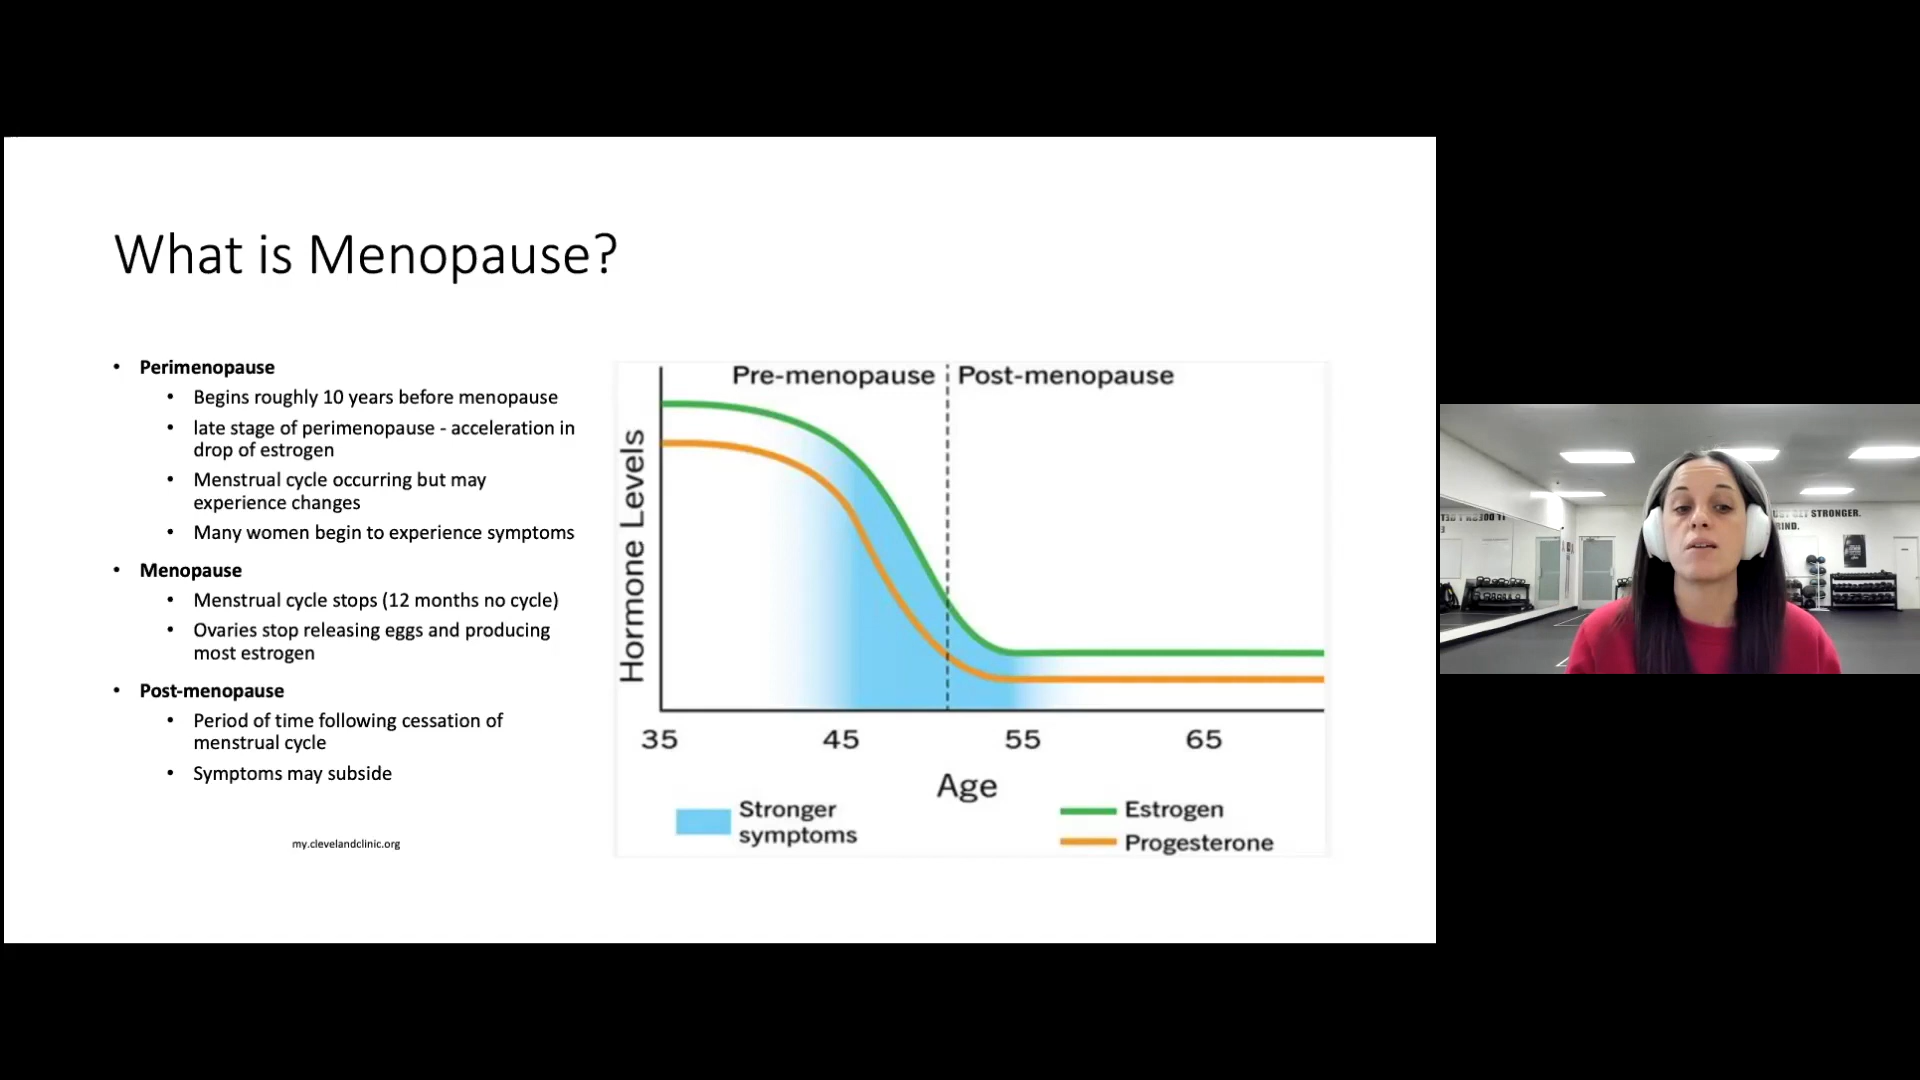 What is Menopause?
• Perimenopause
• Begins roughly 10 years before menopause
• late stage of perimenopause - acceleration in
drop of estrogen
• Menstrual cycle occurring but may
experience changes
• Many women begin to experience symptoms
• Menopause
• Menstrual cycle stops (12 months no cycle)
• Ovaries stop releasing eggs and producing
most estrogen
• Post-menopause
• Period of time following cessation of
menstrual cycle
• Symptoms may subside
my.clevelandclinic.org
Pre-menopause
Post-menopause
Hormone Levels
35
45
55
65
Age
Stronger
symptoms
Estrogen
Progesterone
STRONGER.